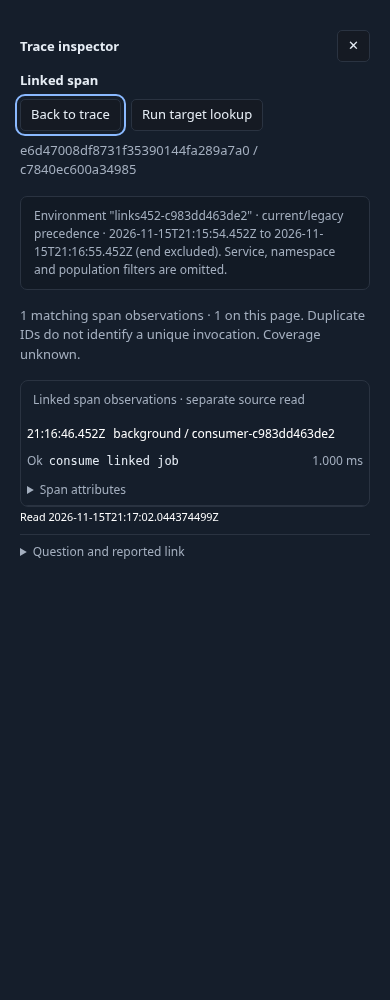 Trace inspector
✕
Linked span
Back to trace
Run target lookup
e6d47008df8731f35390144fa289a7a0 /
c7840ec600a34985
Environment "links452-c983dd463de2" · current/legacy
precedence · 2026-11-15T21:15:54.452Z to 2026-11-
15T21:16:55.452Z (end excluded). Service, namespace
and population filters are omitted.
1 matching span observations · 1 on this page. Duplicate
IDs do not identify a unique invocation. Coverage
unknown.
Linked span observations · separate source read
21:16:46.452Z background / consumer-c983dd463de2
Ok consume linked job 1.000 ms
▶ Span attributes
Read 2026-11-15T21:17:02.044374499Z
▶ Question and reported link